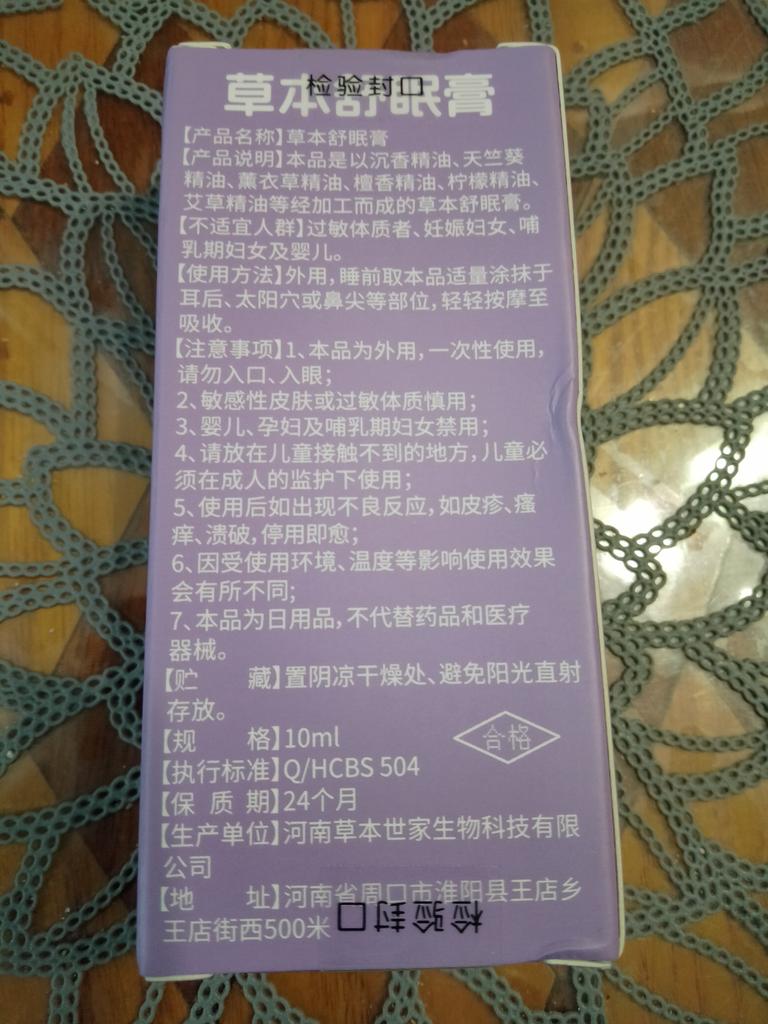 草本舒眠膏
检验封口
【产品名称】草本舒眠膏
【产品说明】本品是以沉香精油、天竺葵
精油、薰衣草精油、檀香精油、柠檬精油、
艾草精油等经加工而成的草本舒眠膏。
【不适宜人群】过敏体质者、妊娠妇女、哺
乳期妇女及婴儿。
【使用方法】外用，睡前取本品适量涂抹于
耳后、太阳穴或鼻尖等部位，轻轻按摩至
吸收。
【注意事项】1、本品为外用，一次性使用，
请勿入口、入眼；
2、敏感性皮肤或过敏体质慎用；
3、婴儿、孕妇及哺乳期妇女禁用；
4、请放在儿童接触不到的地方，儿童必
须在成人的监护下使用；
5、使用后如出现不良反应，如皮疹、瘙
痒、溃破，停用即愈；
6、因受使用环境、温度等影响使用效果
会有所不同；
7、本品为日用品，不代替药品和医疗
器械。
【贮 藏】置阴凉干燥处、避免阳光直射
存放。
【规 格】10ml
合格
【执行标准】Q/HCBS 504
【保 质 期】24个月
【生产单位】河南草本世家生物科技有限
公司
【地 址】河南省周口市淮阳县王店乡
王店街西500米
检验封口